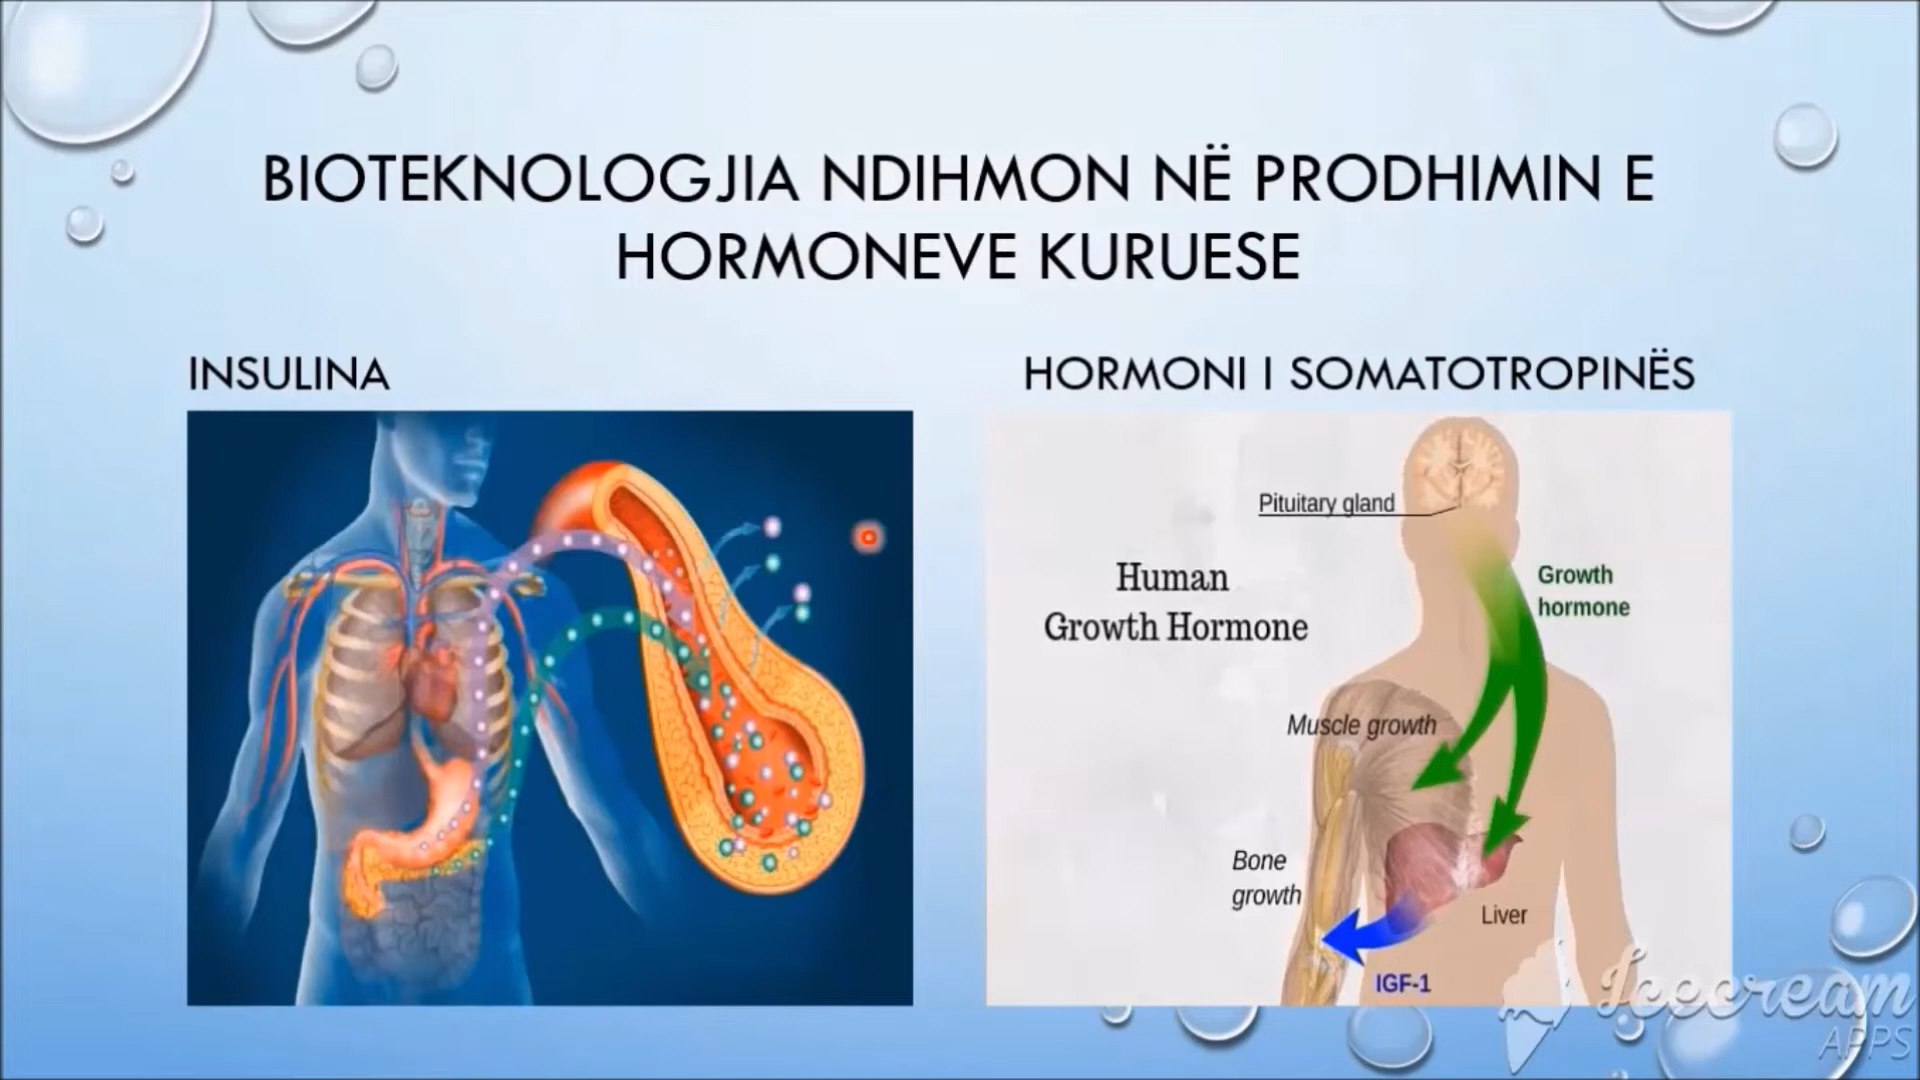 BIOTEKNOLOGJIA NDIHMON NË PRODHIMIN E
HORMONEVE KURUESE
INSULINA
HORMONI I SOMATOTROPINËS
Pituitary gland
Human
Growth Hormone
Growth
hormone
Muscle growth
Bone
growth
Liver
IGF-1
Icecream
APPS